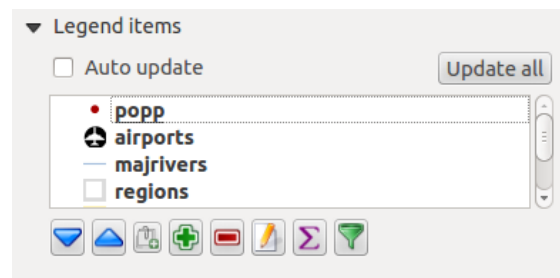 Legend items
Auto update
Update all
popp
airports
majrivers
regions
Σ